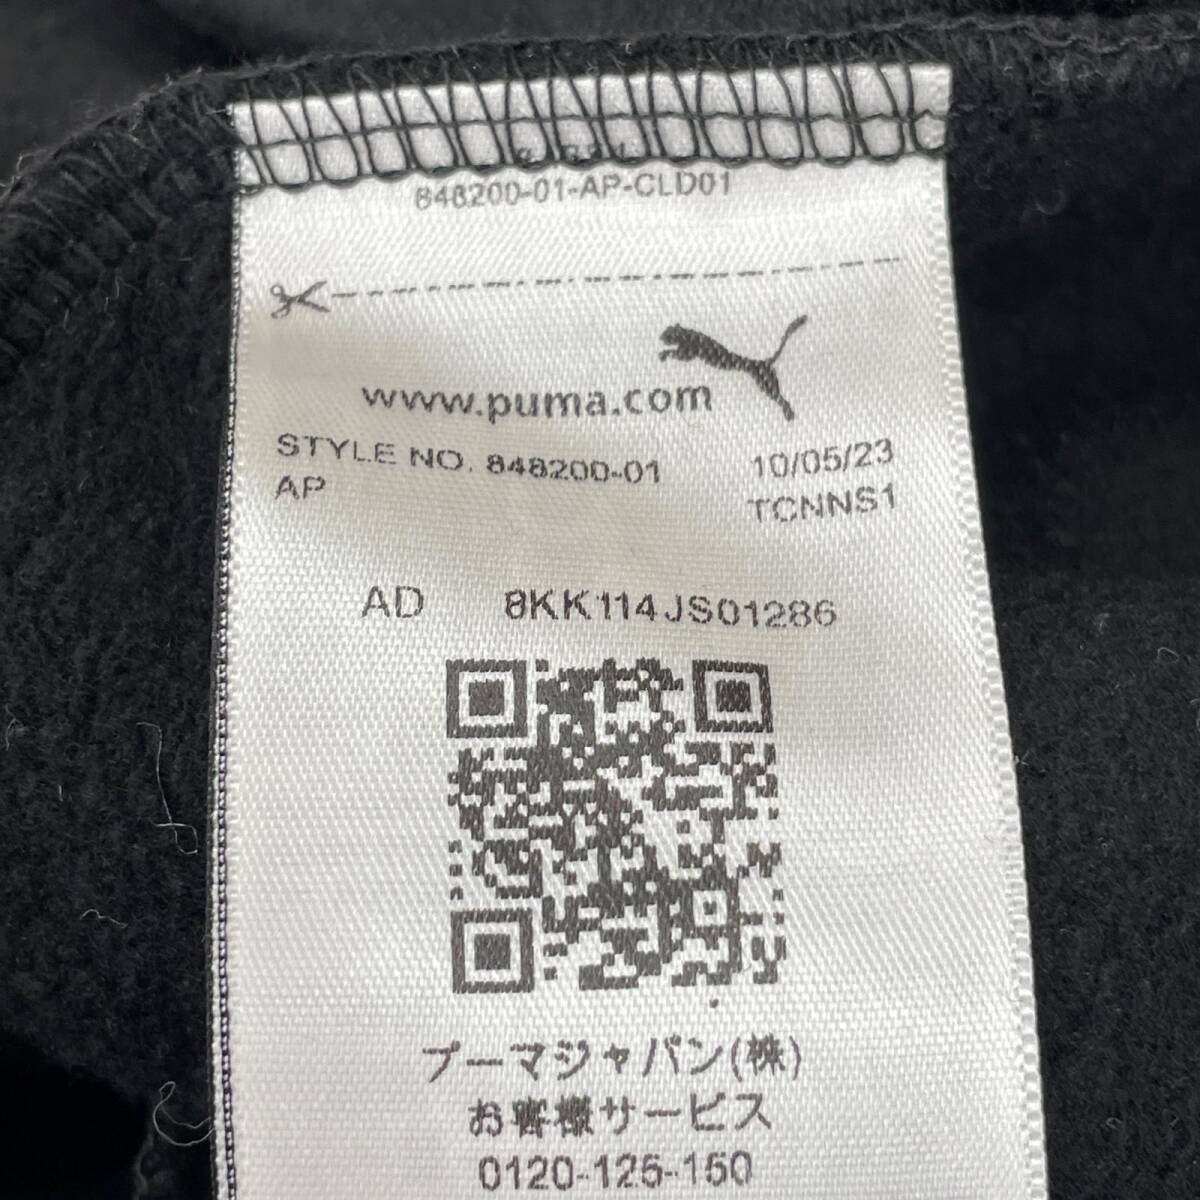 848200-01-AP-CLD01
www.puma.com
STYLE NO. 848200-01 10/05/23
AP TCNNS1
AD 8KK114JS01286
プーマジャパン(株)
お客様サービス
0120-125-150